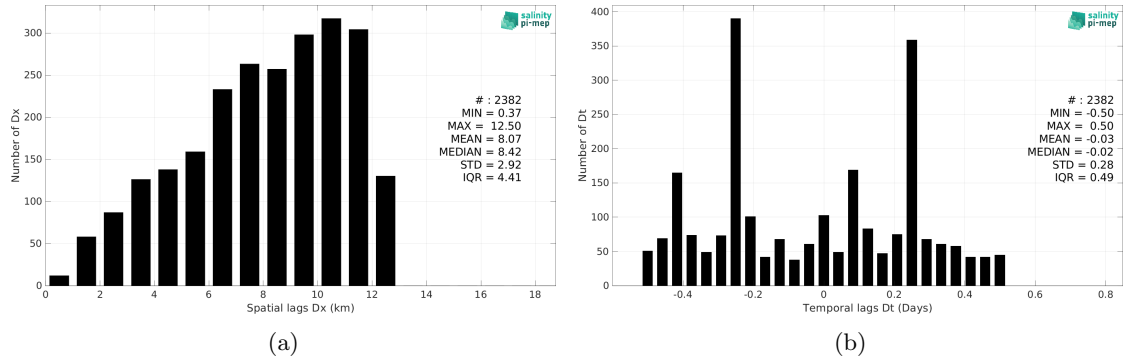 300
250
200
150
100
50
0
Number of Dx
0 2 4 6 8 10 12 14 16 18
Spatial lags Dx (km)
salinity
pi-mep
# : 2382
MIN = 0.37
MAX = 12.50
MEAN = 8.07
MEDIAN = 8.42
STD = 2.92
IQR = 4.41
(a)
400
350
300
250
200
150
100
50
0
Number of Dt
-0.4 -0.2 0 0.2 0.4 0.6 0.8
Temporal lags Dt (Days)
salinity
pi-mep
# : 2382
MIN = -0.50
MAX = 0.50
MEAN = -0.03
MEDIAN = -0.02
STD = 0.28
IQR = 0.49
(b)